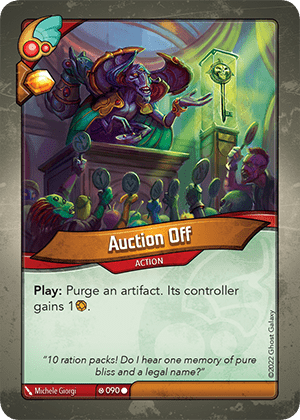 Auction Off
ACTION
Play: Purge an artifact. Its controller
gains 1
"10 ration packs! Do I hear one memory of pure
bliss and a legal name?"
©2022 Ghost Galaxy
Michele Giorgi
090